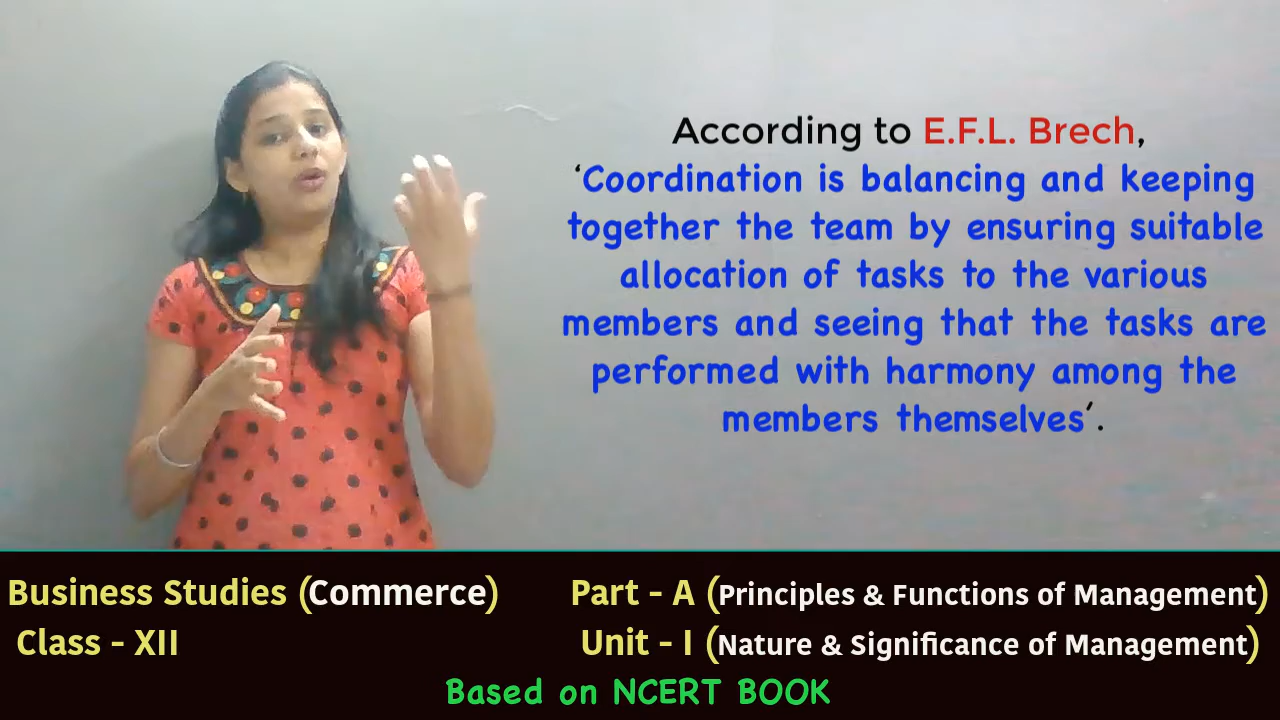 According to E.F.L. Brech,
‘Coordination is balancing and keeping
together the team by ensuring suitable
allocation of tasks to the various
members and seeing that the tasks are
performed with harmony among the
members themselves’.
Business Studies (Commerce)
Part - A (Principles & Functions of Management)
Class - XII
Unit - I (Nature & Significance of Management)
Based on NCERT BOOK